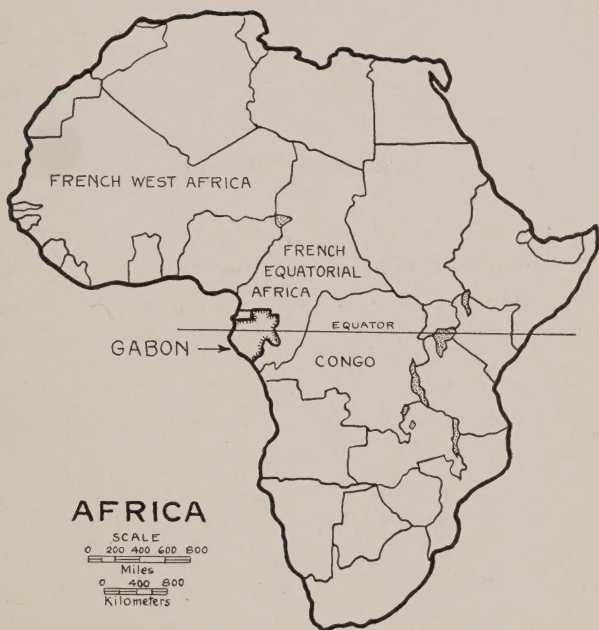 FRENCH WEST AFRICA
FRENCH
EQUATORIAL
AFRICA
EQUATOR
GABON
CONGO
AFRICA
SCALE
0 200 400 600 800
Miles
0 400 800
Kilometers